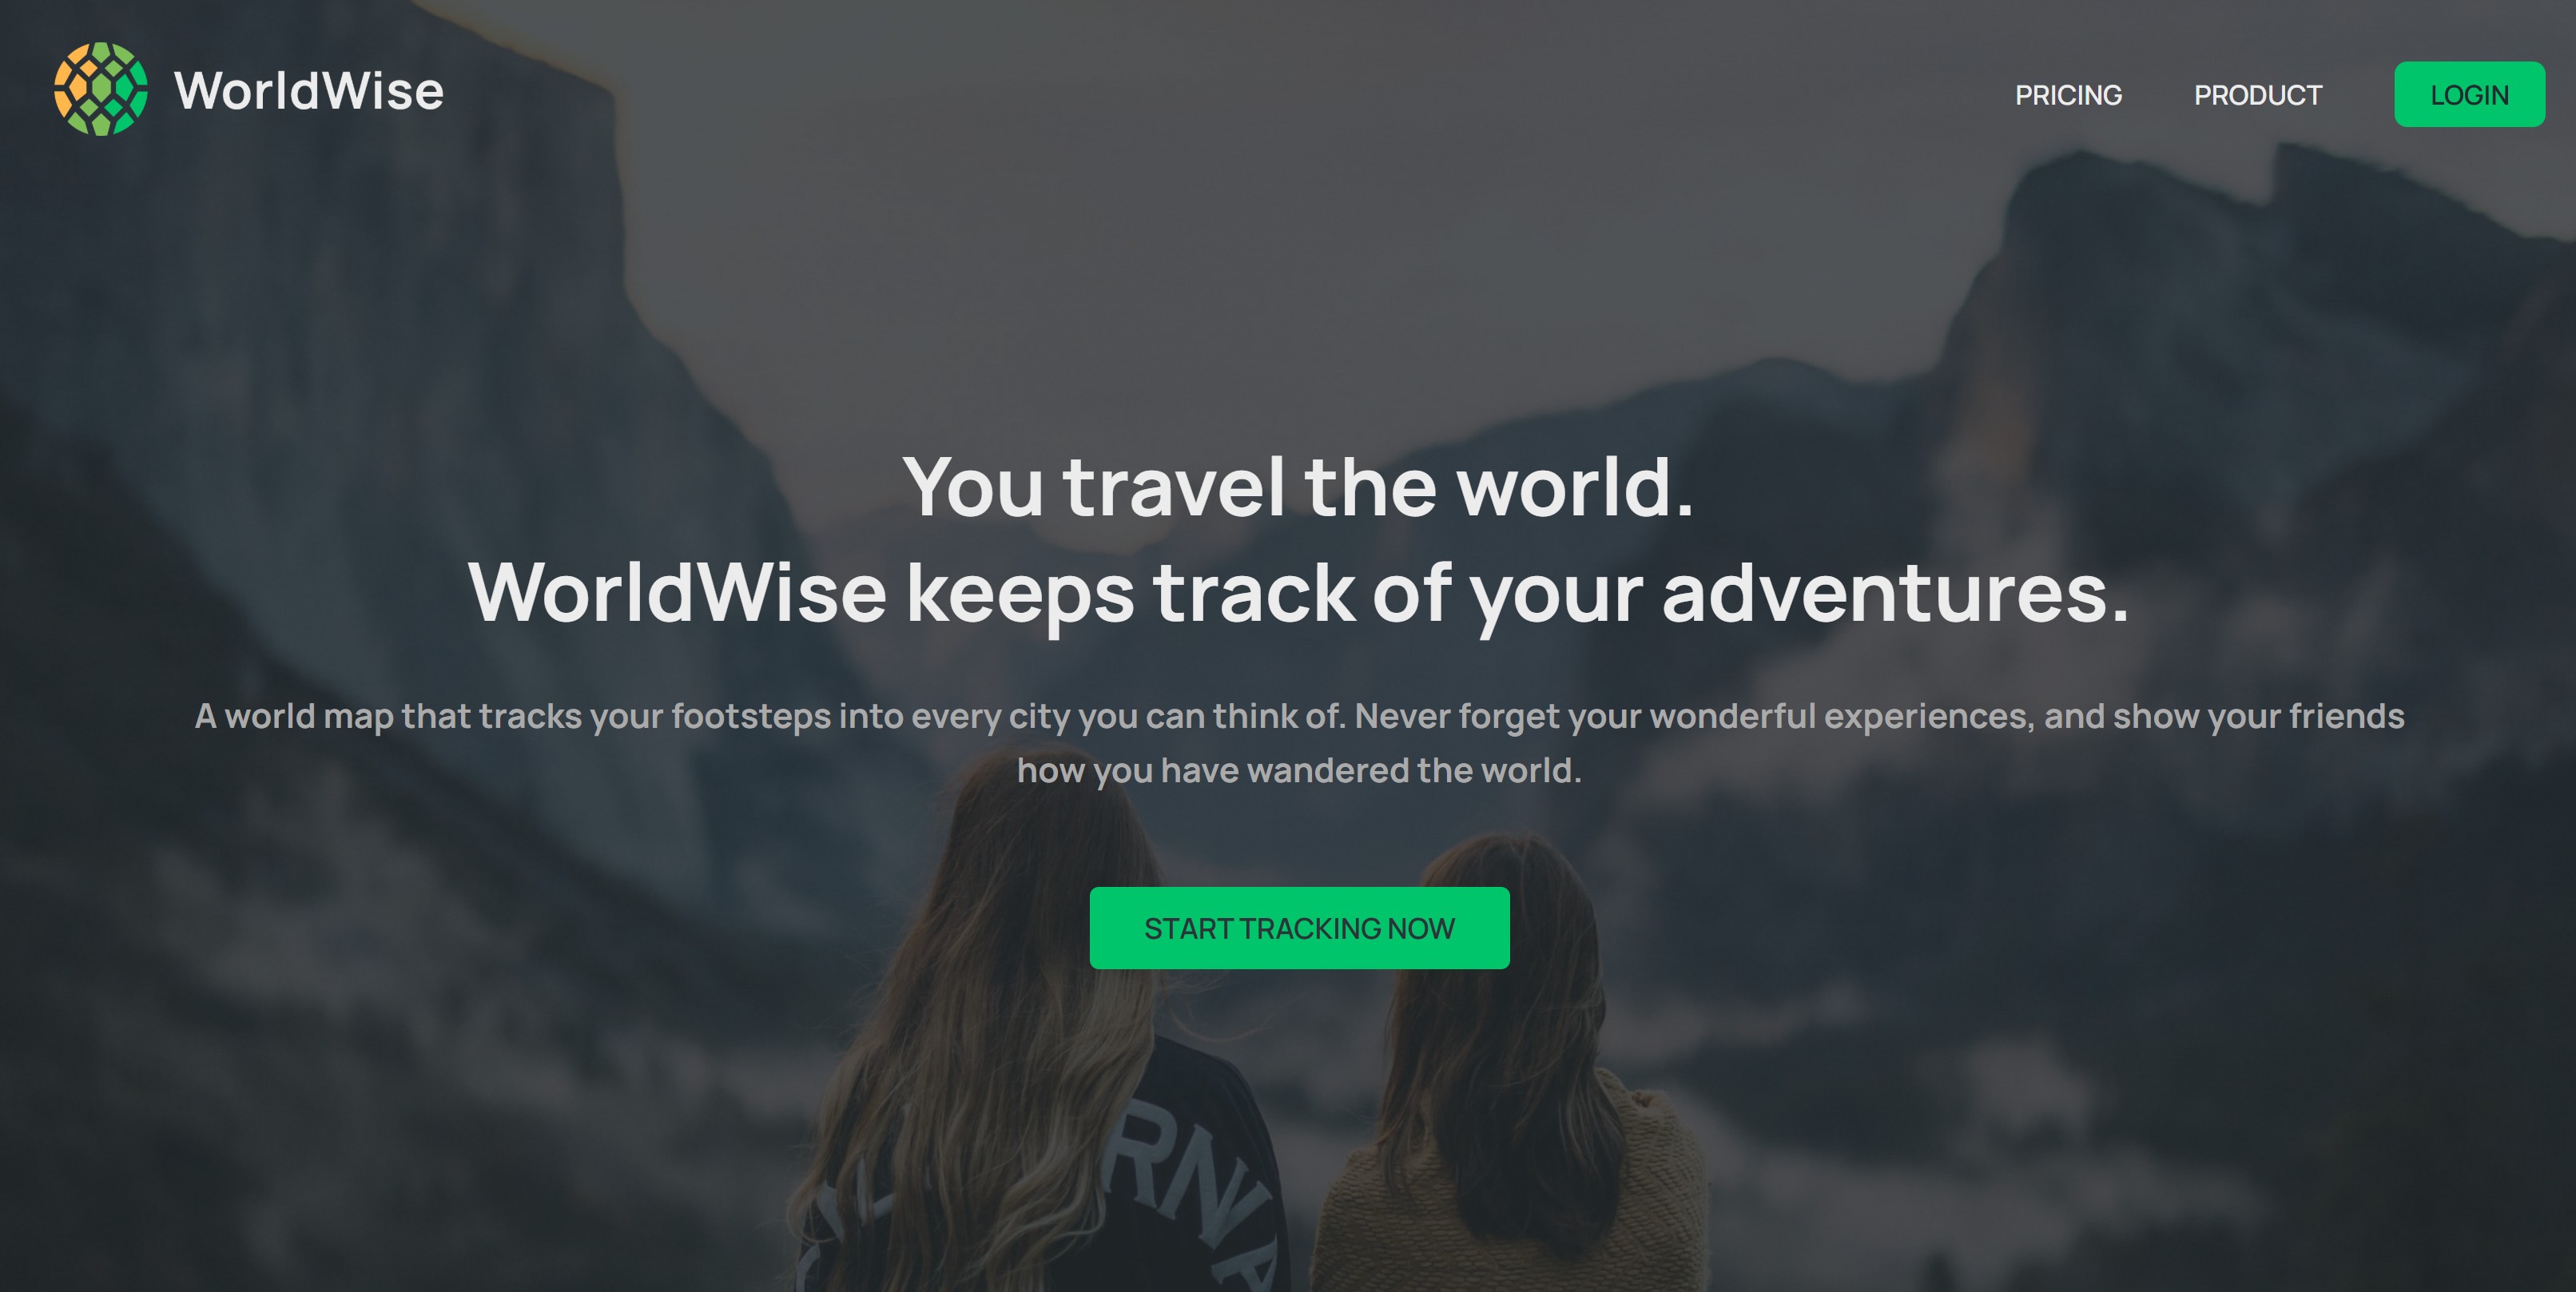 WorldWise
PRICING
PRODUCT
LOGIN
You travel the world.
WorldWise keeps track of your adventures.
A world map that tracks your footsteps into every city you can think of. Never forget your wonderful experiences, and show your friends
how you have wandered the world.
START TRACKING NOW
RNA